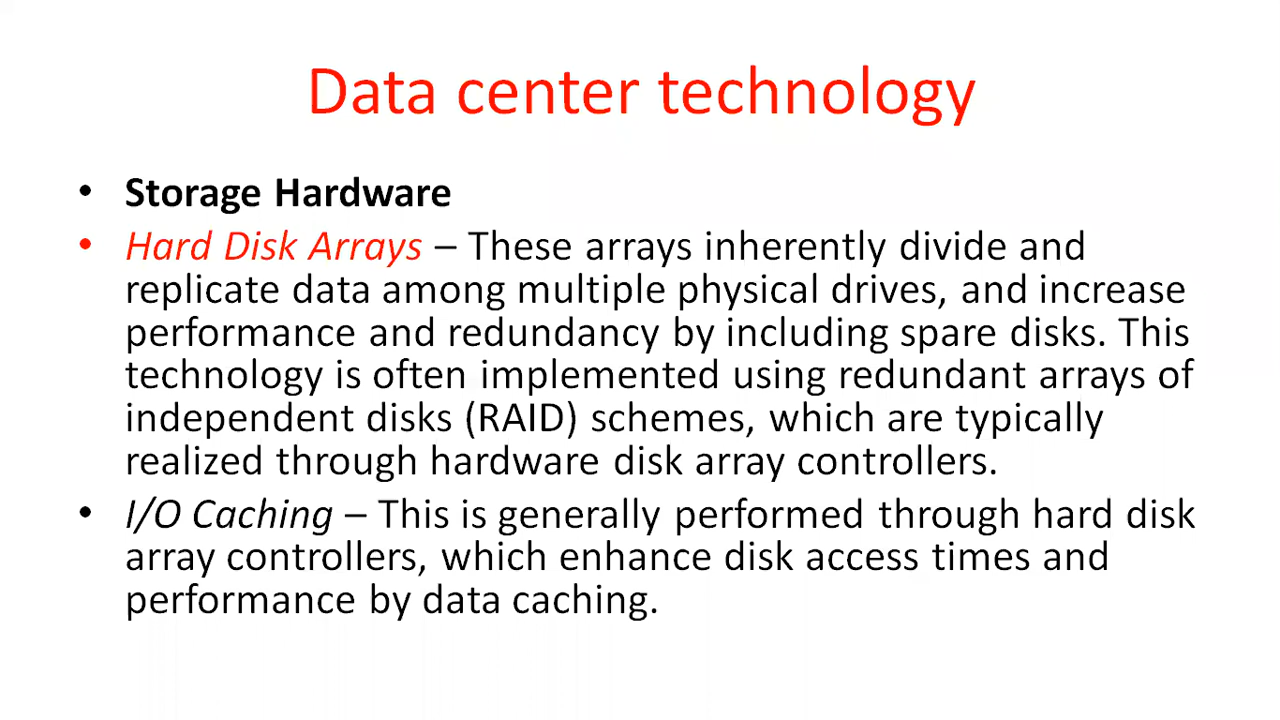 Data center technology
• Storage Hardware
• Hard Disk Arrays – These arrays inherently divide and
replicate data among multiple physical drives, and increase
performance and redundancy by including spare disks. This
technology is often implemented using redundant arrays of
independent disks (RAID) schemes, which are typically
realized through hardware disk array controllers.
• I/O Caching – This is generally performed through hard disk
array controllers, which enhance disk access times and
performance by data caching.